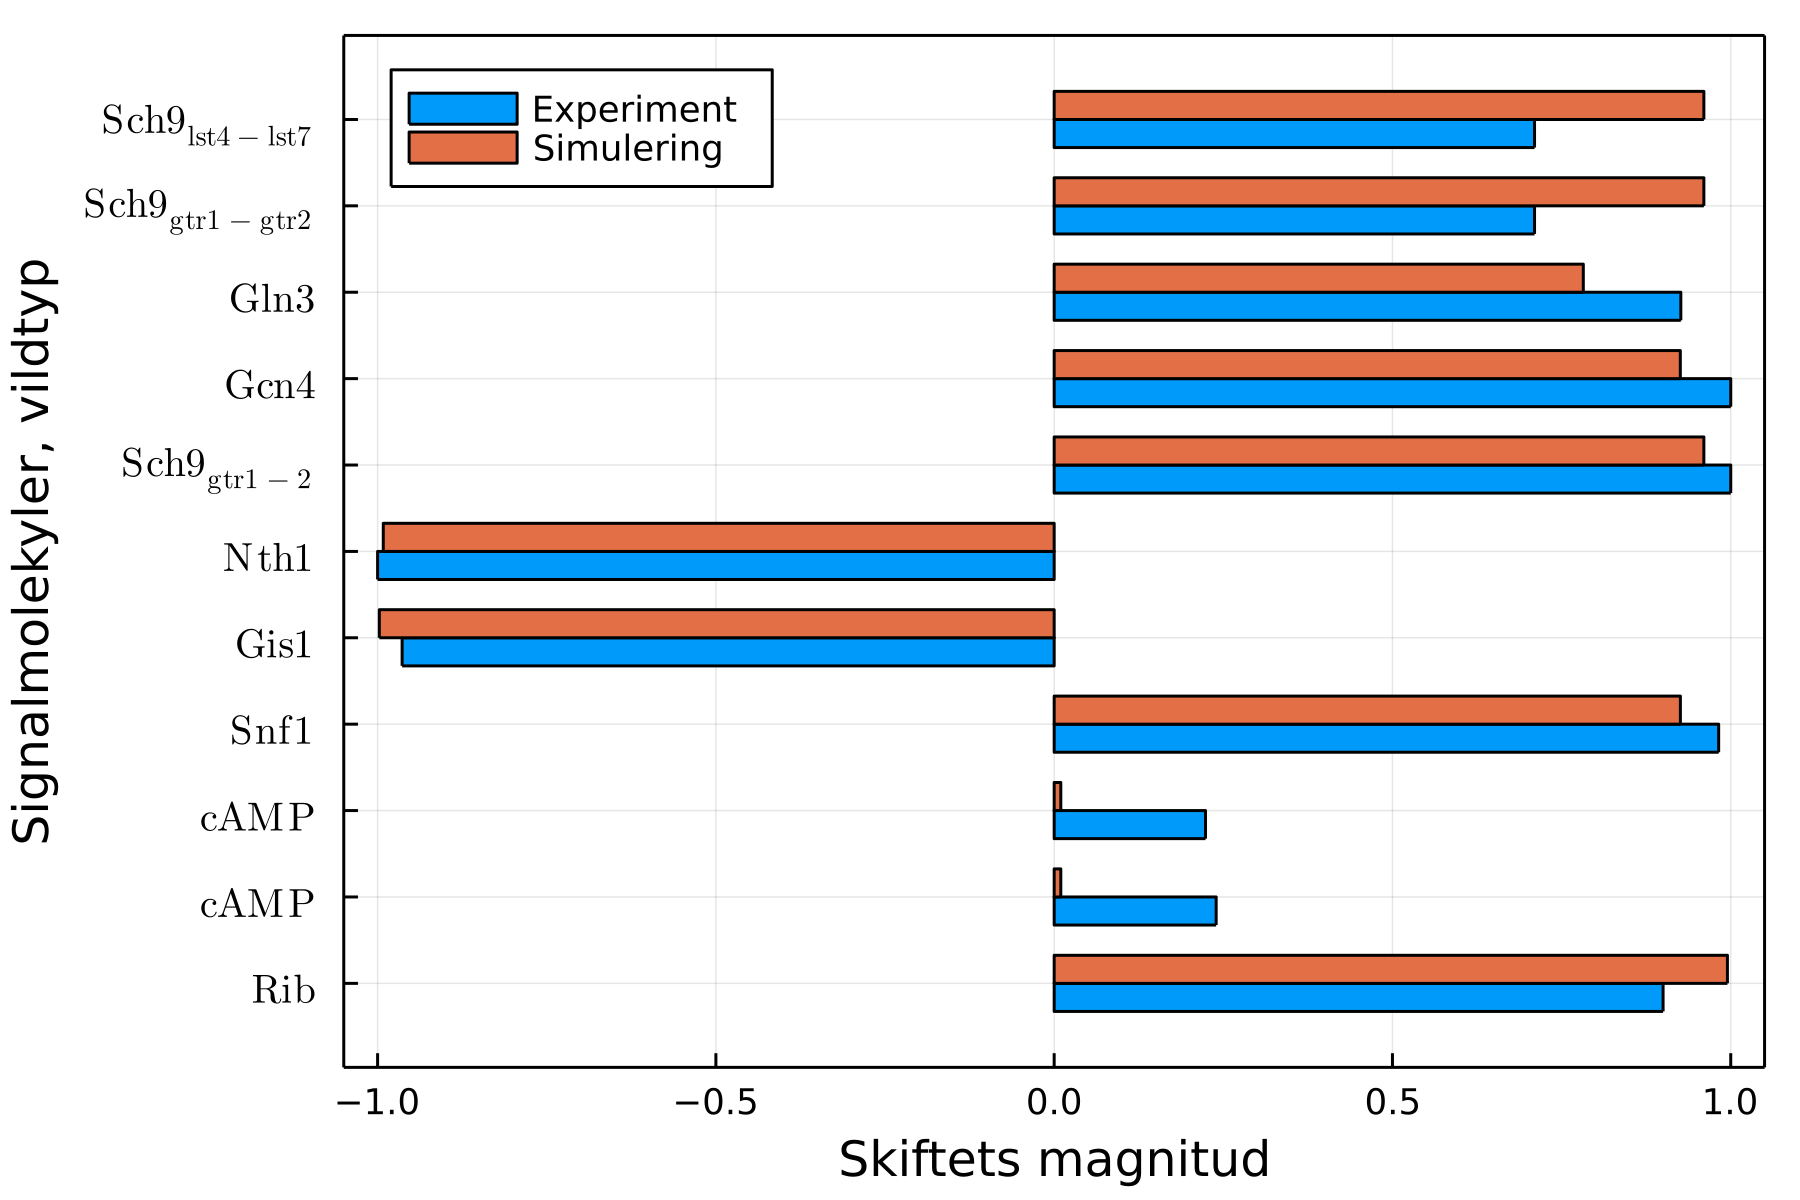 Experiment
Simulering
Sch9lst4 – lst7
Sch9gtr1 – gtr2
Gln3
Gcn4
Sch9gtr1 – 2
Nth1
Gis1
Snf1
cAMP
cAMP
Rib
Signalmolekyler, vildtyp
−1.0 −0.5 0.0 0.5 1.0
Skiftets magnitud